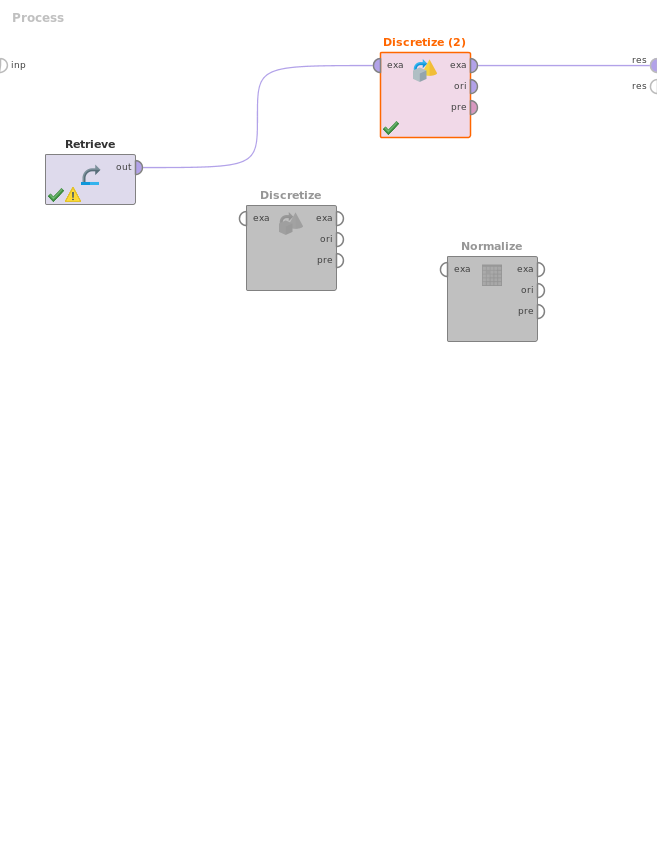 Process
Discretize (2)
inp
exa exa
ori
pre
res
res
Retrieve
out
Discretize
exa exa
ori
pre
Normalize
exa exa
ori
pre